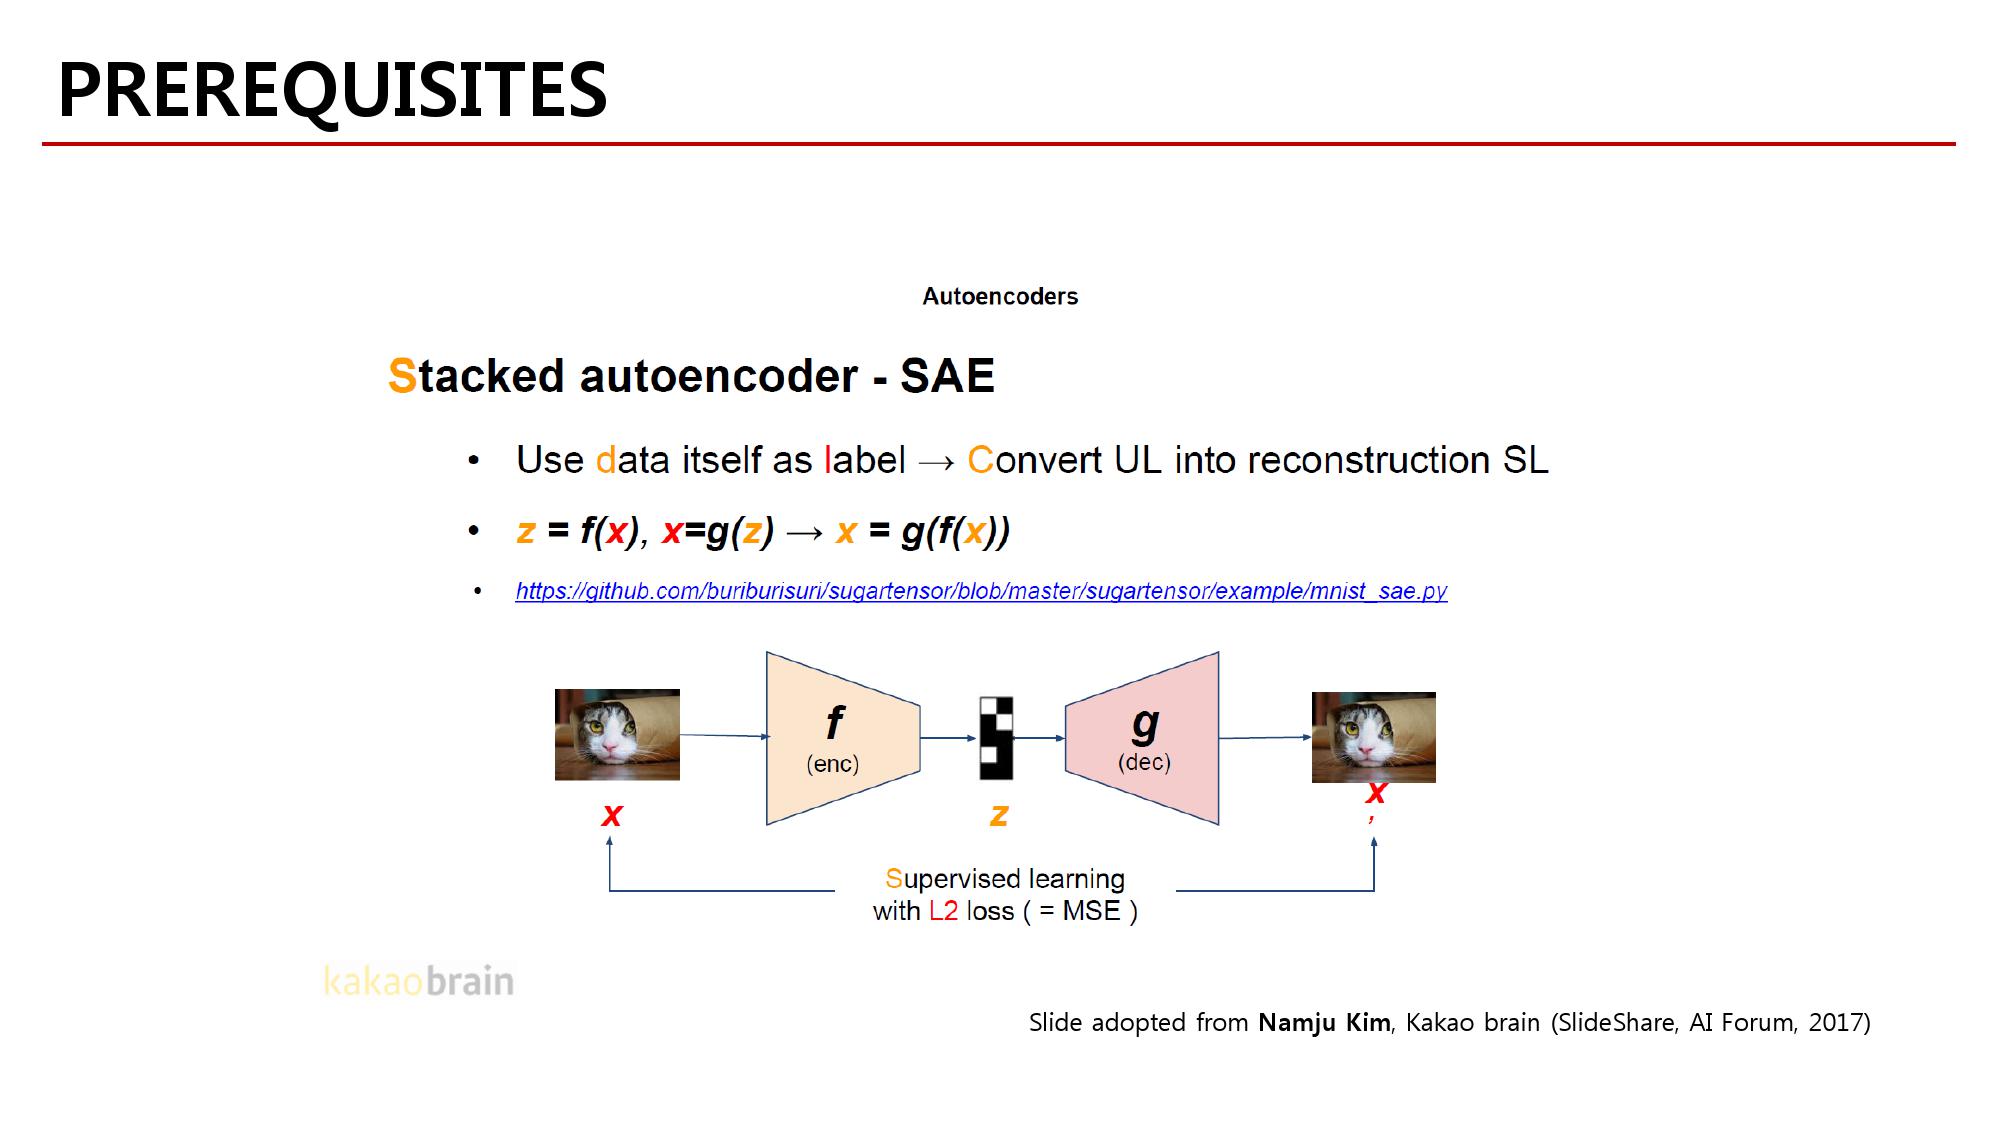 PREREQUISITES
Autoencoders
Stacked autoencoder - SAE
• Use data itself as label → Convert UL into reconstruction SL
• z = f(x), x=g(z) → x = g(f(x))
• https://github.com/buriburisuri/sugartensor/blob/master/sugartensor/example/mnist_sae.py
f
(enc)
g
(dec)
x
z
x
,
Supervised learning
with L2 loss ( = MSE )
kakaobrain
Slide adopted from Namju Kim, Kakao brain (SlideShare, AI Forum, 2017)